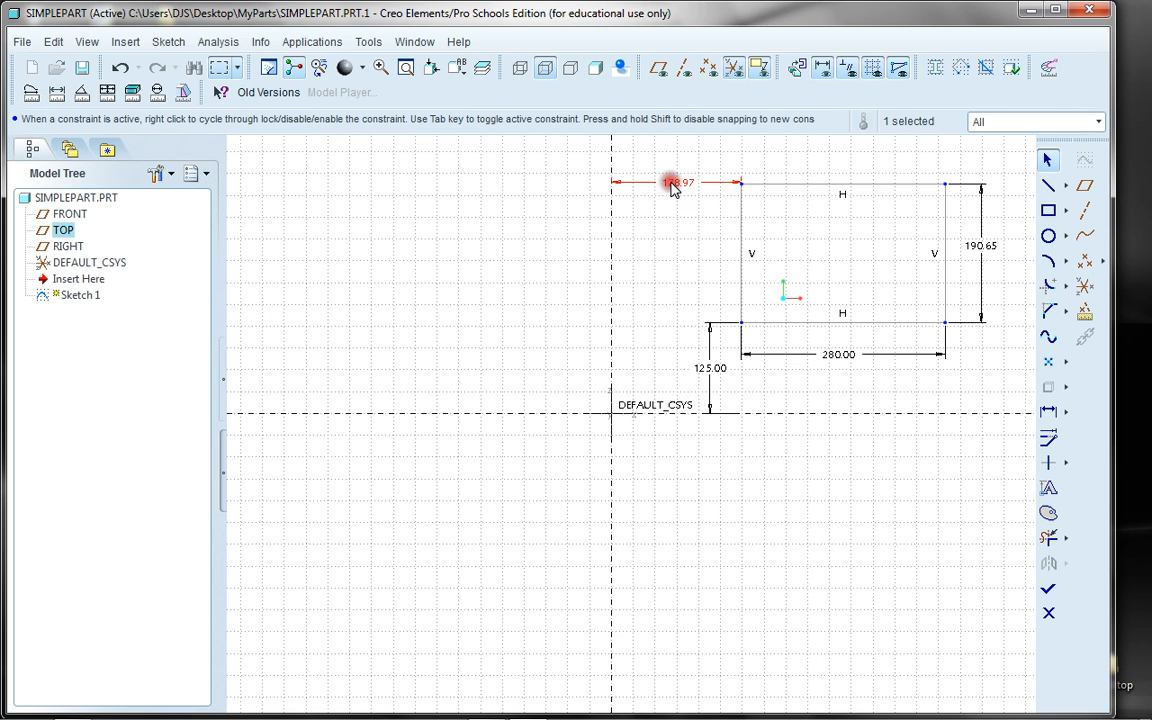 SIMPLEPART (Active) C:\Users\DJS\Desktop\MyParts\SIMPLEPART.PRT.1 - Creo Elements/Pro Schools Edition (for educational use only)
File Edit View Insert Sketch Analysis Info Applications Tools Window Help
Old Versions Model Player...
When a constraint is active, right click to cycle through lock/disable/enable the constraint. Use Tab key to toggle active constraint. Press and hold Shift to disable snapping to new cons
1 selected
All
Model Tree
SIMPLEPART.PRT
FRONT
TOP
RIGHT
DEFAULT_CSYS
Insert Here
Sketch 1
H
V
V
190.65
H
280.00
125.00
DEFAULT_CSYS
top